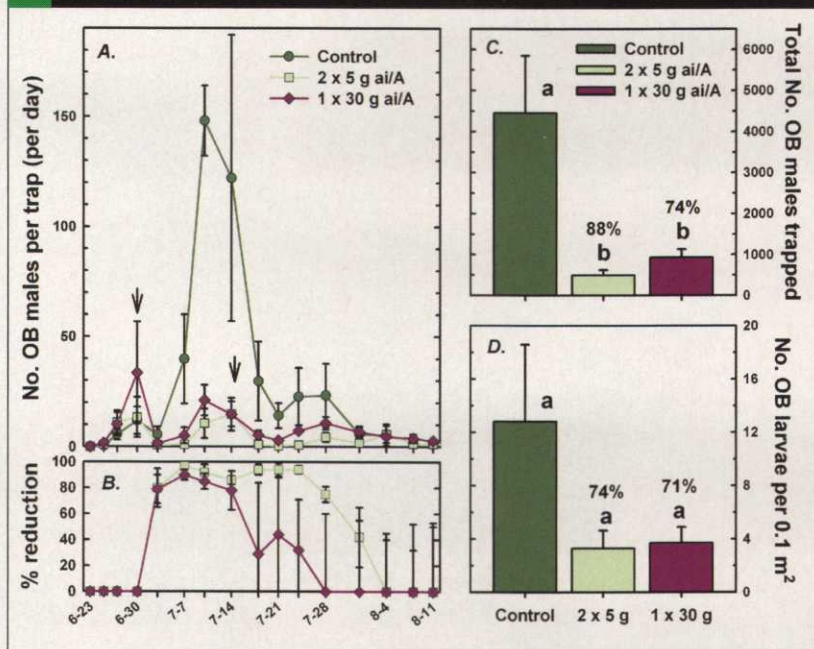 A.
Control
2 x 5 g ai/A
1 x 30 g ai/A
No. OB males per trap (per day)
150
100
50
0
B.
% reduction
100
80
60
40
20
0
6-23
6-30
7-7
7-14
7-21
7-28
8-4
8-11
C.
Control
2 x 5 g ai/A
1 x 30 g ai/A
a
88%
b
74%
b
Total No. OB males trapped
6000
5000
4000
3000
2000
1000
0
D.
a
74%
a
71%
a
No. OB larvae per 0.1 m²
20
16
12
8
4
0
Control
2 x 5 g
1 x 30 g